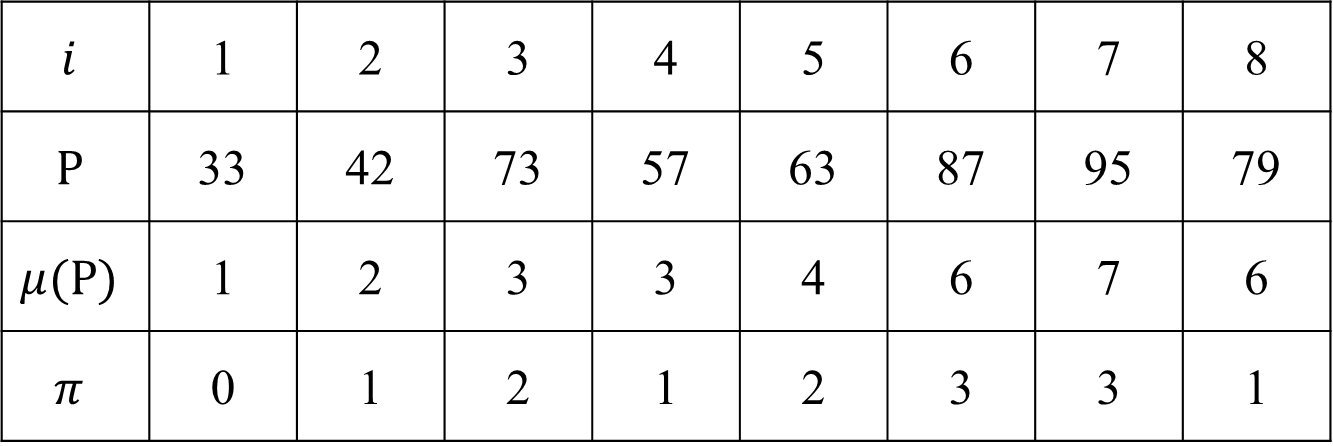 𝑖 1 2 3 4 5 6 7 8
P 33 42 73 57 63 87 95 79
𝜇(P) 1 2 3 3 4 6 7 6
𝜋 0 1 2 1 2 3 3 1